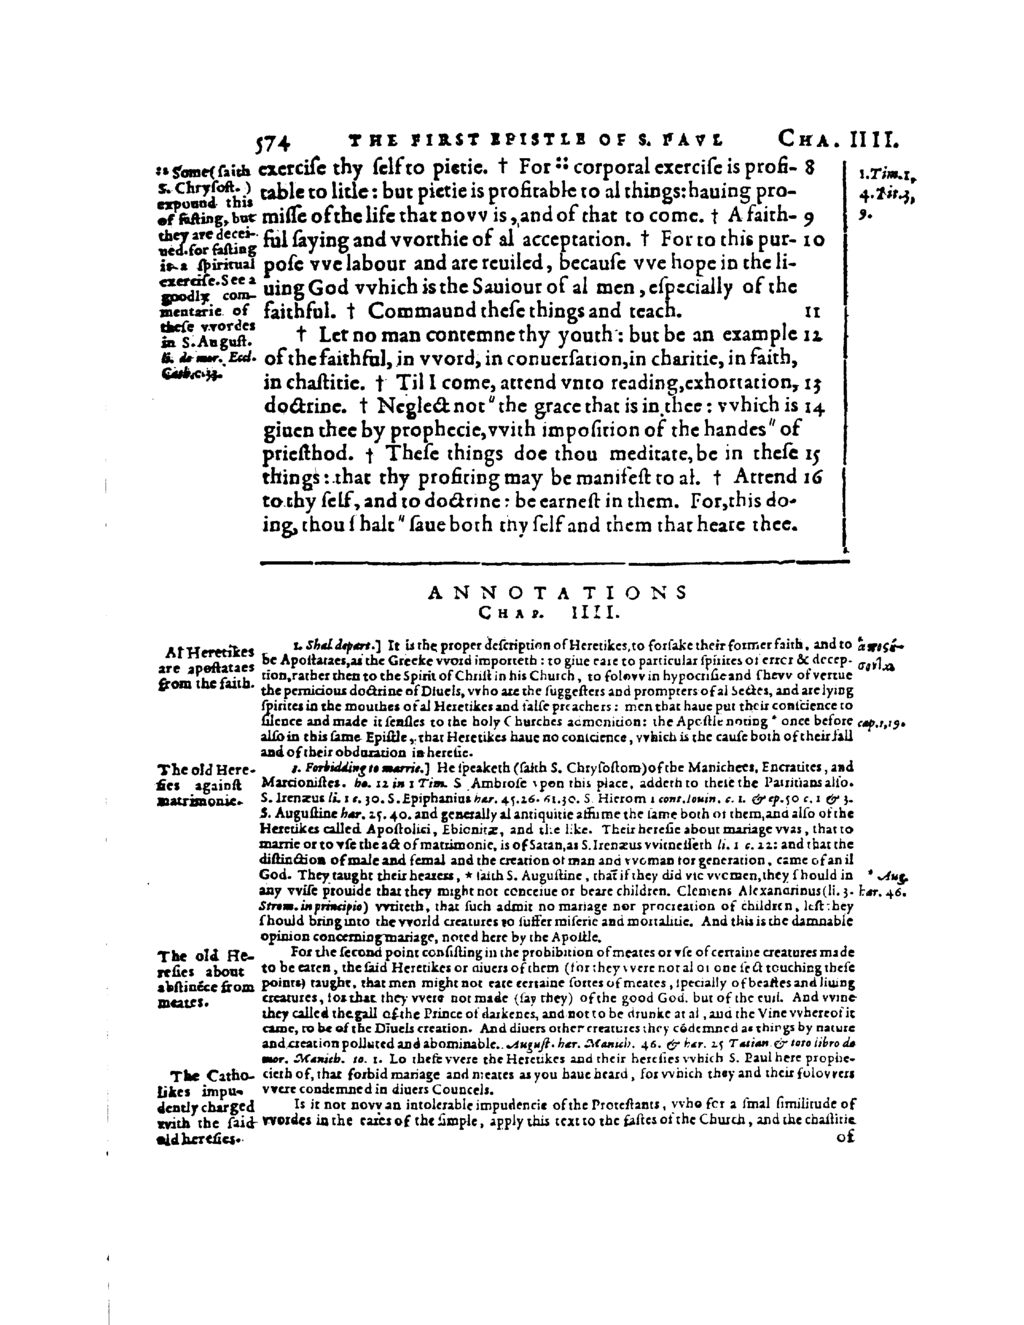 574 THE FIRST EPISTLE OF S. PAVL CHA. IIII.
exercise thy self to pietie. † For :: corporal exercise is profi- 8
table to litle: but pietie is profitable to al things: hauing pro-
misse of the life that novv is, and of that to come. † A faith- 9
ful saying and vvorthie of al acceptation. † For to this pur- 10
pose vve labour and are reuiled, because vve hope in the li-
uing God vvhich is the Sauiour of al men, especially of the
faithful. † Commaund these things and teach. 11
† Let no man contemne thy youth: but be an example 12
of the faithful, in vvord, in conuersation, in charitie, in faith,
in chastitie. † Til I come, attend vnto reading, exhortation, 13
doctrine. † Neglect not " the grace that is in thee: vvhich is 14
giuen thee by prophecie, vvith imposition of the handes " of
priesthod. † These things doe thou meditate, be in these 15
things: that thy profiting may be manifest to al. † Attend 16
to thy self, and to doctrine: be earnest in them. For, this do-
ing, thou shalt " saue both thy self and them that heare thee.
:: Some (saith
S. Chrysost.)
expound this
of fasting, but
they are decei-
ued. for fasting
is a spiritual
exercise. See a
goodly com-
mentarie of
these vvordes
in S. August.
li. de mor. Eccl.
Cath. c. 33.
1. Tim. 1,
4. Tit. 3,
9.
ANNOTATIONS
CHAP. IIII.
1. Shal depart.] It is the proper description of Heretikes, to forsake their former faith, and to
be Apostataes, as the Greeke vvord importeth: to giue eare to particular spirites of error & decep-
tion, rather then to the Spirit of Christ in his Church, to folovv in hypocrisie and shevv of vertue
the pernicious doctrine of Diuels, vvho are the suggesters and prompters of al Sectes, and are lying
spirites in the mouthes of al Heretikes and false preachers: men that haue put their conscience to
silence and made it senseles to the holy Churches admonition: the Apostle noting * once before
also in this same Epistle, that Heretikes haue no conscience, vvhich is the cause both of their fall
and of their obduration in heresie.
3. Forbidding to marrie.] He speaketh (saith S. Chrysostom) of the Manichees, Encratites, and
Marcionistes. ho. 12 in 1 Tim. S. Ambrose vpon this place, addeth to these the Patritians also.
S. Irenæus li. 1 c. 30. S. Epiphanius hær. 45. 26. 61. 30. S. Hierom 1 cont. Iouin. c. 1. & ep. 50 c. 1 & 3.
S. Augustine hær. 25. 40. and generally al antiquitie affirme the same both of them, and also of the
Heretikes called Apostolici, Ebionitæ, and the like. Their heresie about mariage vvas, that to
marie or to vse the act of matrimonie, is of Satan, as S. Irenæus vvitnesseth li. 1 c. 22: and that the
distinction of male and femal and the creation of man and vvoman for generation, came of an il
God. They taught their hearers, * saith S. Augustine, that if they did vse vvemen, they should in
any vvise prouide that they might not conceiue or beare children. Clemens Alexandrinus (li. 3.
Strom. in principio) vvriteth, that such admit no mariage nor procreation of children, lest they
should bring into the vvorld creatures to suffer miserie and mortalitie. And this is the damnable
opinion concerning mariage, noted here by the Apostle.
For the second point consisting in the prohibition of meates or vse of certaine creatures made
to be eaten, the said Heretikes or diuers of them (for they vvere not al of one sect touching these
points) taught, that men might not eate certaine sortes of meates, specially of beastes and liuing
creatures, for that they vvere not made (say they) of the good God, but of the euil. And vvine
they called the gall of the Prince of darkenes, and not to be drunke at al, and the Vine vvhereof it
came, to be of the Diuels creation. And diuers other creatures they códemned as things by nature
and creation polluted and abominable. August. hær. Manich. 46. & hær. 25 Tatian. & toto libro de
mor. Manich. to. 1. Lo these vvere the Heretikes and their heresies vvhich S. Paul here prophe-
cieth of, that forbid mariage and meates as you haue heard, for vvhich they and their folovvers
vvere condemned in diuers Councels.
Is it not novv an intolerable impudencie of the Protestants, vvho for a smal similitude of
vvordes in the eares of the simple, apply this text to the fastes of the Church, and the chastitie
of
Al Heretikes
are apostataes
from the faith.
The old Here-
sies against
matrimonie.
The old He-
resies about
abstinéce from
meates.
The Catho-
likes impu-
dently charged
vvith the said
old heresies.
ἀποςή-
σονλαι
cap. 1, 19.
* Aug.
hær. 46.